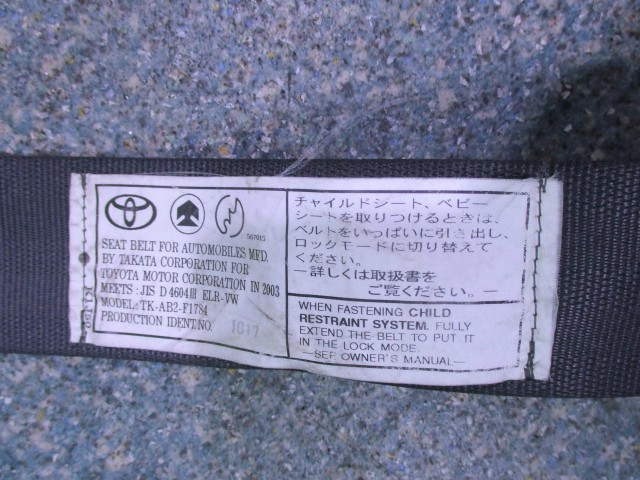 567015
SEAT BELT FOR AUTOMOBILES MFD.
BY TAKATA CORPORATION FOR
TOYOTA MOTOR CORPORATION IN 2003
MEETS : JIS D 4604III ELR-VW
MODEL: TK-AB2-F1784
PRODUCTION IDENT.NO. 1C17
チャイルドシート、ベビー
シートを取りつけるときは、
ベルトをいっぱいに引き出し、
ロックモードに切り替えて
ください。
―詳しくは取扱書を
ご覧ください。―
WHEN FASTENING CHILD
RESTRAINT SYSTEM. FULLY
EXTEND THE BELT TO PUT IT
IN THE LOCK MODE.
―SEE OWNER'S MANUAL―